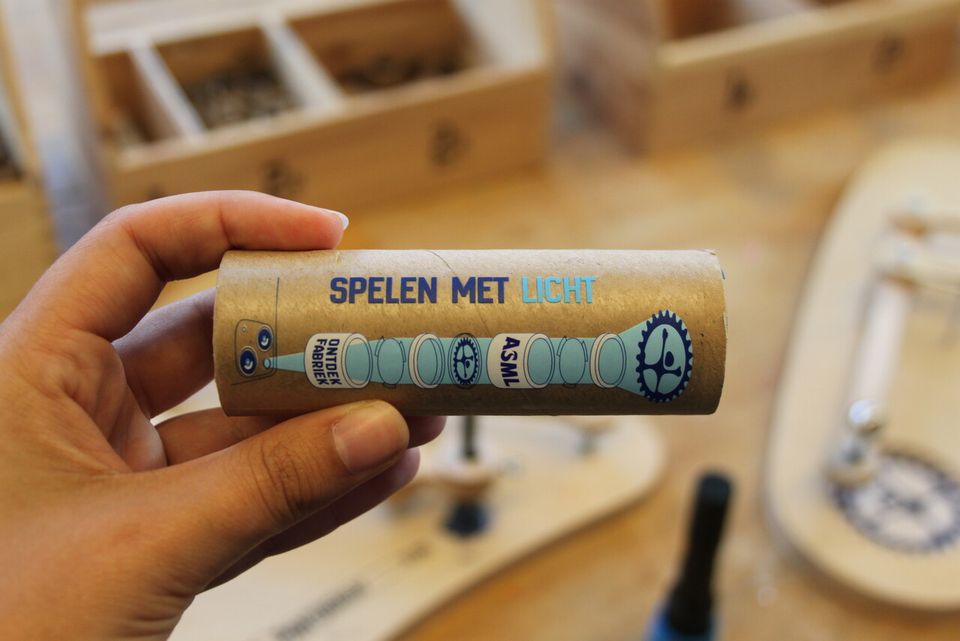 SPELEN MET LICHT
ONTDEK
FABRIEK
ASML